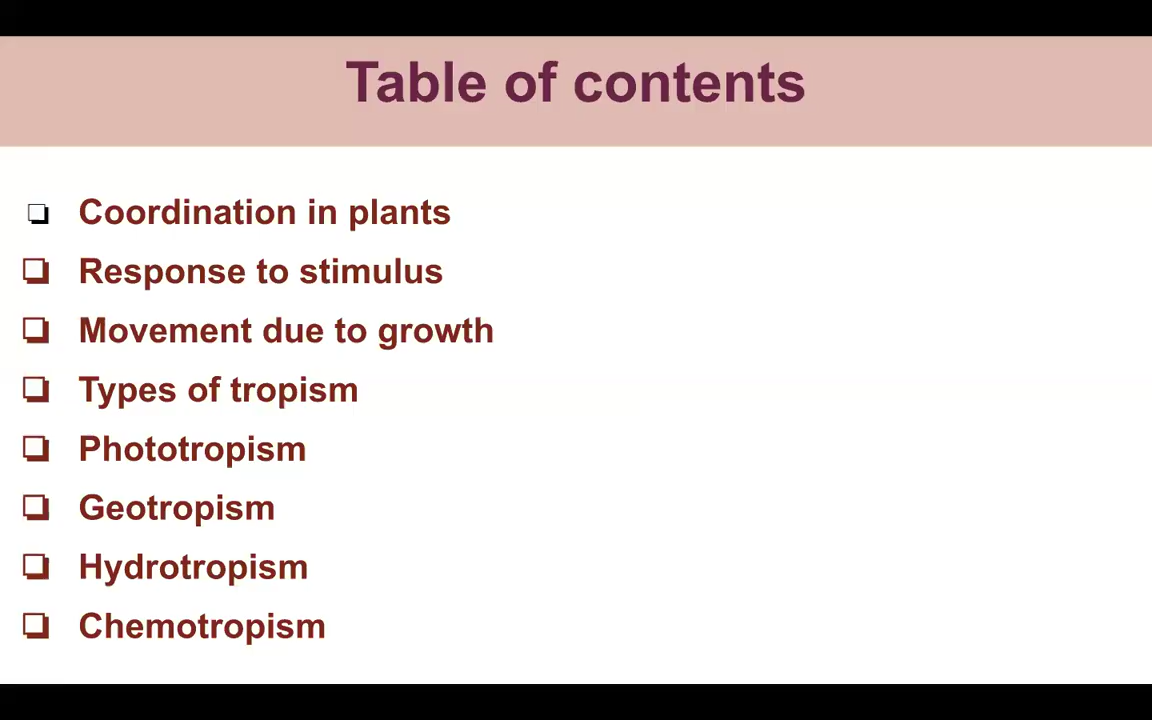 Table of contents
Coordination in plants
Response to stimulus
Movement due to growth
Types of tropism
Phototropism
Geotropism
Hydrotropism
Chemotropism